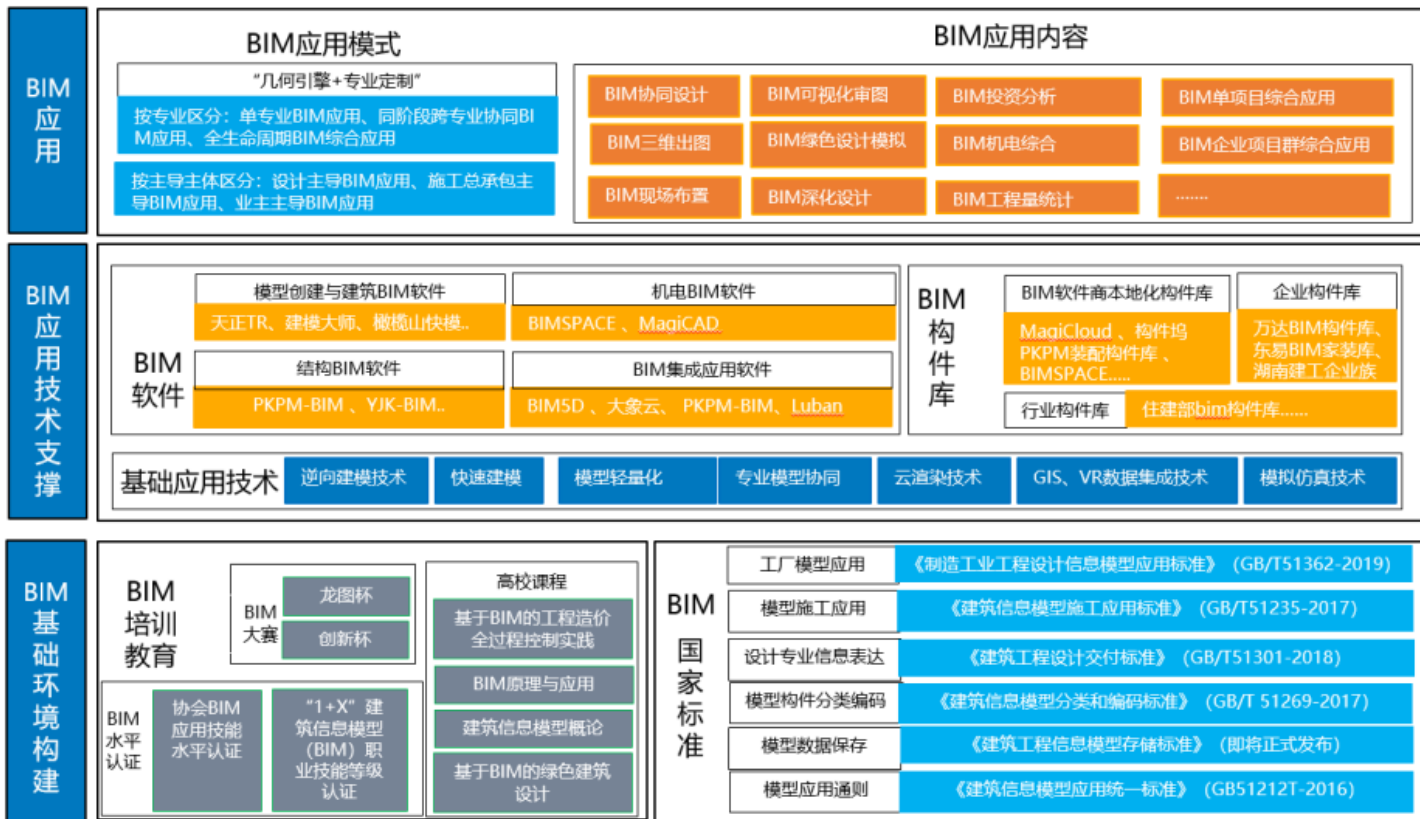 BIM
应
用
BIM应用模式
“几何引擎+专业定制”
按专业区分：单专业BIM应用、同阶段跨专业协同BI
M应用、全生命周期BIM综合应用
按主导主体区分：设计主导BIM应用、施工总承包主
导BIM应用、业主主导BIM应用
BIM应用内容
BIM协同设计
BIM可视化审图
BIM投资分析
BIM单项目综合应用
BIM三维出图
BIM绿色设计模拟
BIM机电综合
BIM企业项目群综合应用
BIM现场布置
BIM深化设计
BIM工程量统计
.......
BIM
应
用
技
术
支
撑
BIM
软件
模型创建与建筑BIM软件
天正TR、建模大师、橄榄山快模..
机电BIM软件
BIMSPACE 、MagiCAD
结构BIM软件
PKPM-BIM 、YJK-BIM..
BIM集成应用软件
BIM5D 、大象云、 PKPM-BIM、Luban
BIM
构
件
库
BIM软件商本地化构件库
MagiCloud 、构件坞
PKPM装配构件库 、
BIMSPACE.....
企业构件库
万达BIM构件库、
东易BIM家装库、
湖南建工企业族
行业构件库
住建部bim构件库......
基础应用技术
逆向建模技术
快速建模
模型轻量化
专业模型协同
云渲染技术
GIS、VR数据集成技术
模拟仿真技术
BIM
基
础
环
境
构
建
BIM
培训
教育
BIM
大赛
龙图杯
创新杯
BIM
水平
认证
协会BIM
应用技能
水平认证
“1+X”建
筑信息模型
（BIM）职
业技能等级
认证
高校课程
基于BIM的工程造价
全过程控制实践
BIM原理与应用
建筑信息模型概论
基于BIM的绿色建筑
设计
BIM
国
家
标
准
工厂模型应用
《制造工业工程设计信息模型应用标准》（GB/T51362-2019）
模型施工应用
《建筑信息模型施工应用标准》（GB/T51235-2017）
设计专业信息表达
《建筑工程设计交付标准》（GB/T51301-2018）
模型构件分类编码
《建筑信息模型分类和编码标准》（GB/T 51269-2017）
模型数据保存
《建筑工程信息模型存储标准》（即将正式发布）
模型应用通则
《建筑信息模型应用统一标准》（GB51212T-2016）